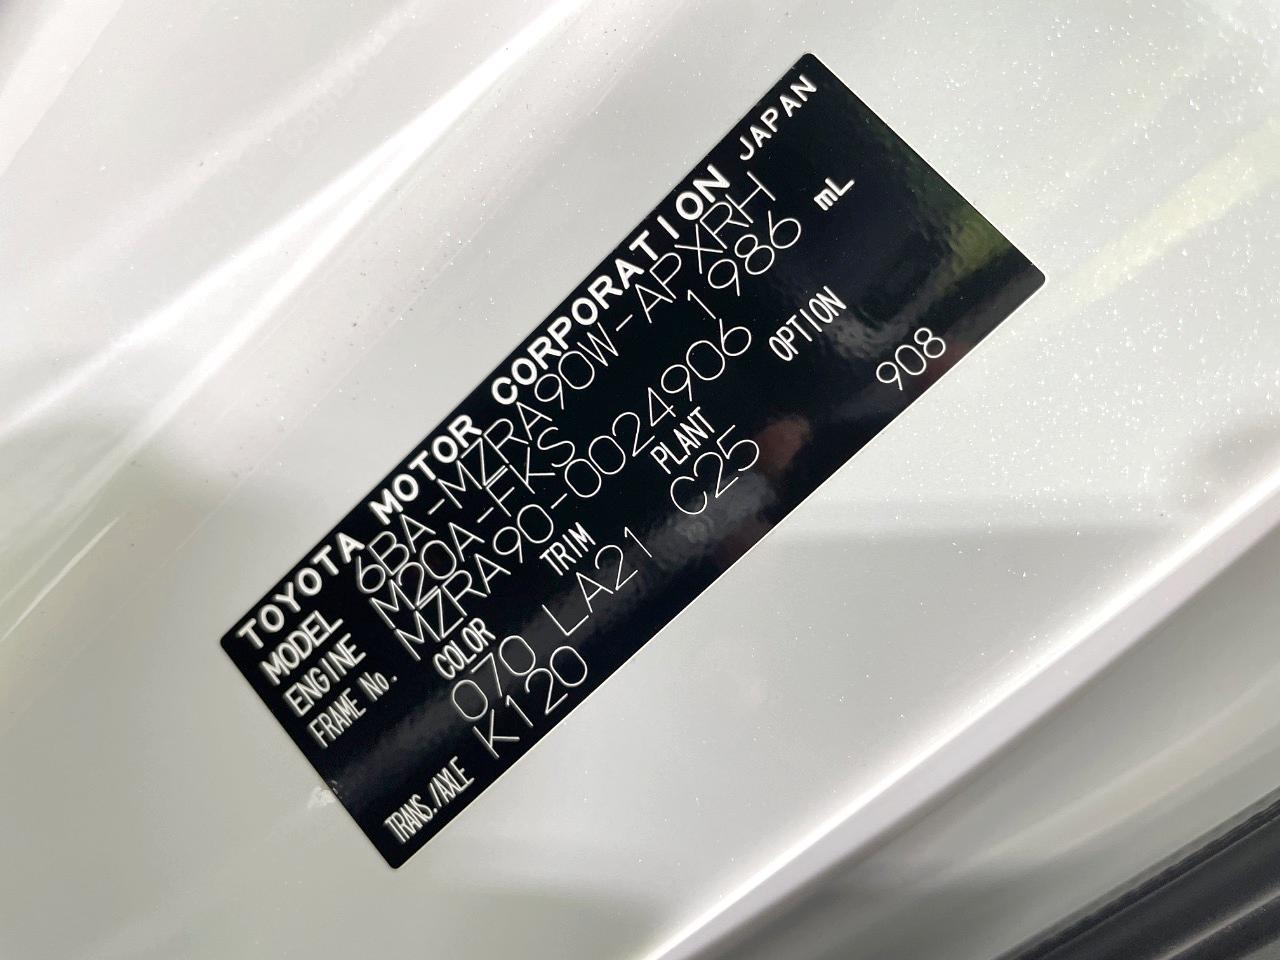 TOYOTA MOTOR CORPORATION JAPAN
MODEL 6BA-MZRA90W-APXRH
ENGINE M20A-FKS 1986 mL
FRAME No. MZRA90-0024906
COLOR TRIM PLANT OPTION
070 LA21 C25 908
TRANS./AXLE K120